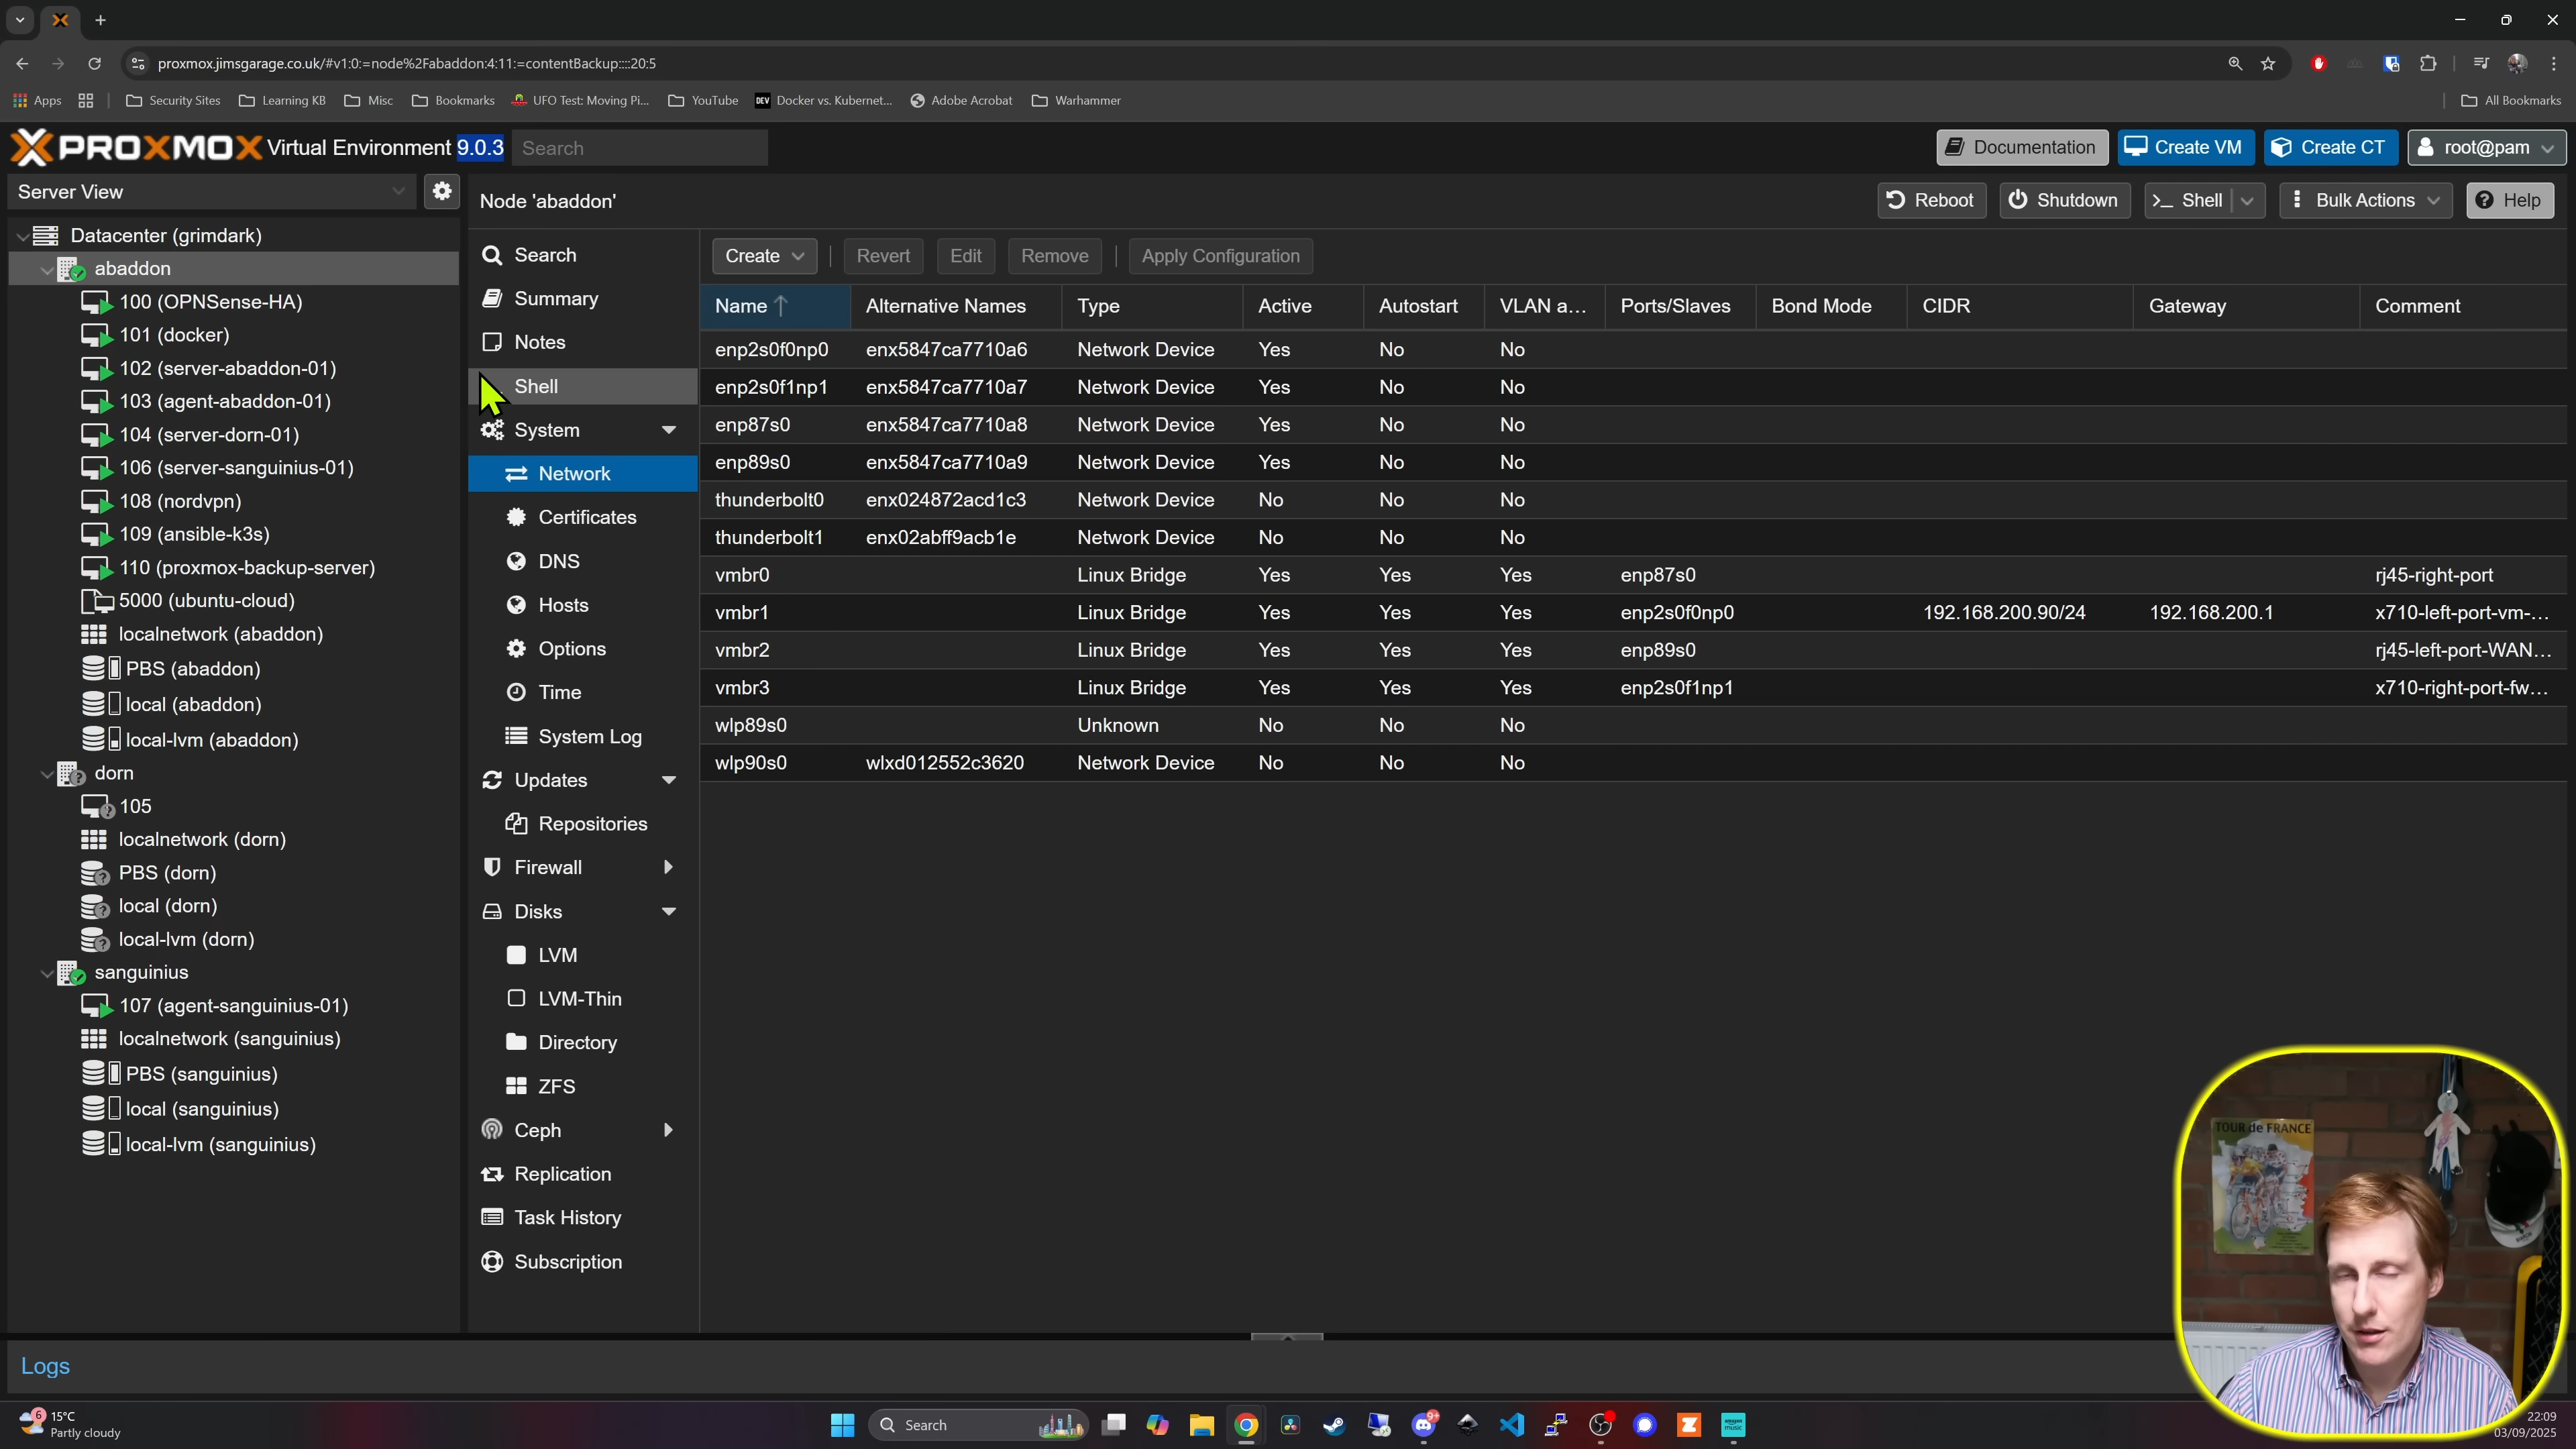 proxmox.jimsgarage.co.uk/#v1:0:=node%2Fabaddon:4:11:=contentBackup::::20:5
Apps Security Sites Learning KB Misc Bookmarks UFO Test: Moving Pi... YouTube DEV Docker vs. Kubernet... Adobe Acrobat Warhammer All Bookmarks
PROXMOX Virtual Environment 9.0.3 Search Documentation Create VM Create CT root@pam
Server View
Node 'abaddon' Reboot Shutdown Shell Bulk Actions Help
Datacenter (grimdark)
abaddon
100 (OPNSense-HA)
101 (docker)
102 (server-abaddon-01)
103 (agent-abaddon-01)
104 (server-dorn-01)
106 (server-sanguinius-01)
108 (nordvpn)
109 (ansible-k3s)
110 (proxmox-backup-server)
5000 (ubuntu-cloud)
localnetwork (abaddon)
PBS (abaddon)
local (abaddon)
local-lvm (abaddon)
dorn
105
localnetwork (dorn)
PBS (dorn)
local (dorn)
local-lvm (dorn)
sanguinius
107 (agent-sanguinius-01)
localnetwork (sanguinius)
PBS (sanguinius)
local (sanguinius)
local-lvm (sanguinius)
Search
Summary
Notes
Shell
System
Network
Certificates
DNS
Hosts
Options
Time
System Log
Updates
Repositories
Firewall
Disks
LVM
LVM-Thin
Directory
ZFS
Ceph
Replication
Task History
Subscription
Create Revert Edit Remove Apply Configuration
Name Alternative Names Type Active Autostart VLAN a... Ports/Slaves Bond Mode CIDR Gateway Comment
enp2s0f0np0 enx5847ca7710a6 Network Device Yes No No
enp2s0f1np1 enx5847ca7710a7 Network Device Yes No No
enp87s0 enx5847ca7710a8 Network Device Yes No No
enp89s0 enx5847ca7710a9 Network Device Yes No No
thunderbolt0 enx024872acd1c3 Network Device No No No
thunderbolt1 enx02abff9acb1e Network Device No No No
vmbr0 Linux Bridge Yes Yes Yes enp87s0 rj45-right-port
vmbr1 Linux Bridge Yes Yes Yes enp2s0f0np0 192.168.200.90/24 192.168.200.1 x710-left-port-vm-...
vmbr2 Linux Bridge Yes Yes Yes enp89s0 rj45-left-port-WAN...
vmbr3 Linux Bridge Yes Yes Yes enp2s0f1np1 x710-right-port-fw...
wlp89s0 Unknown No No No
wlp90s0 wlxd012552c3620 Network Device No No No
TOUR de FRANCE
Logs
6 15°C
Partly cloudy
Search
9+
amazon music
22:09
03/09/2025